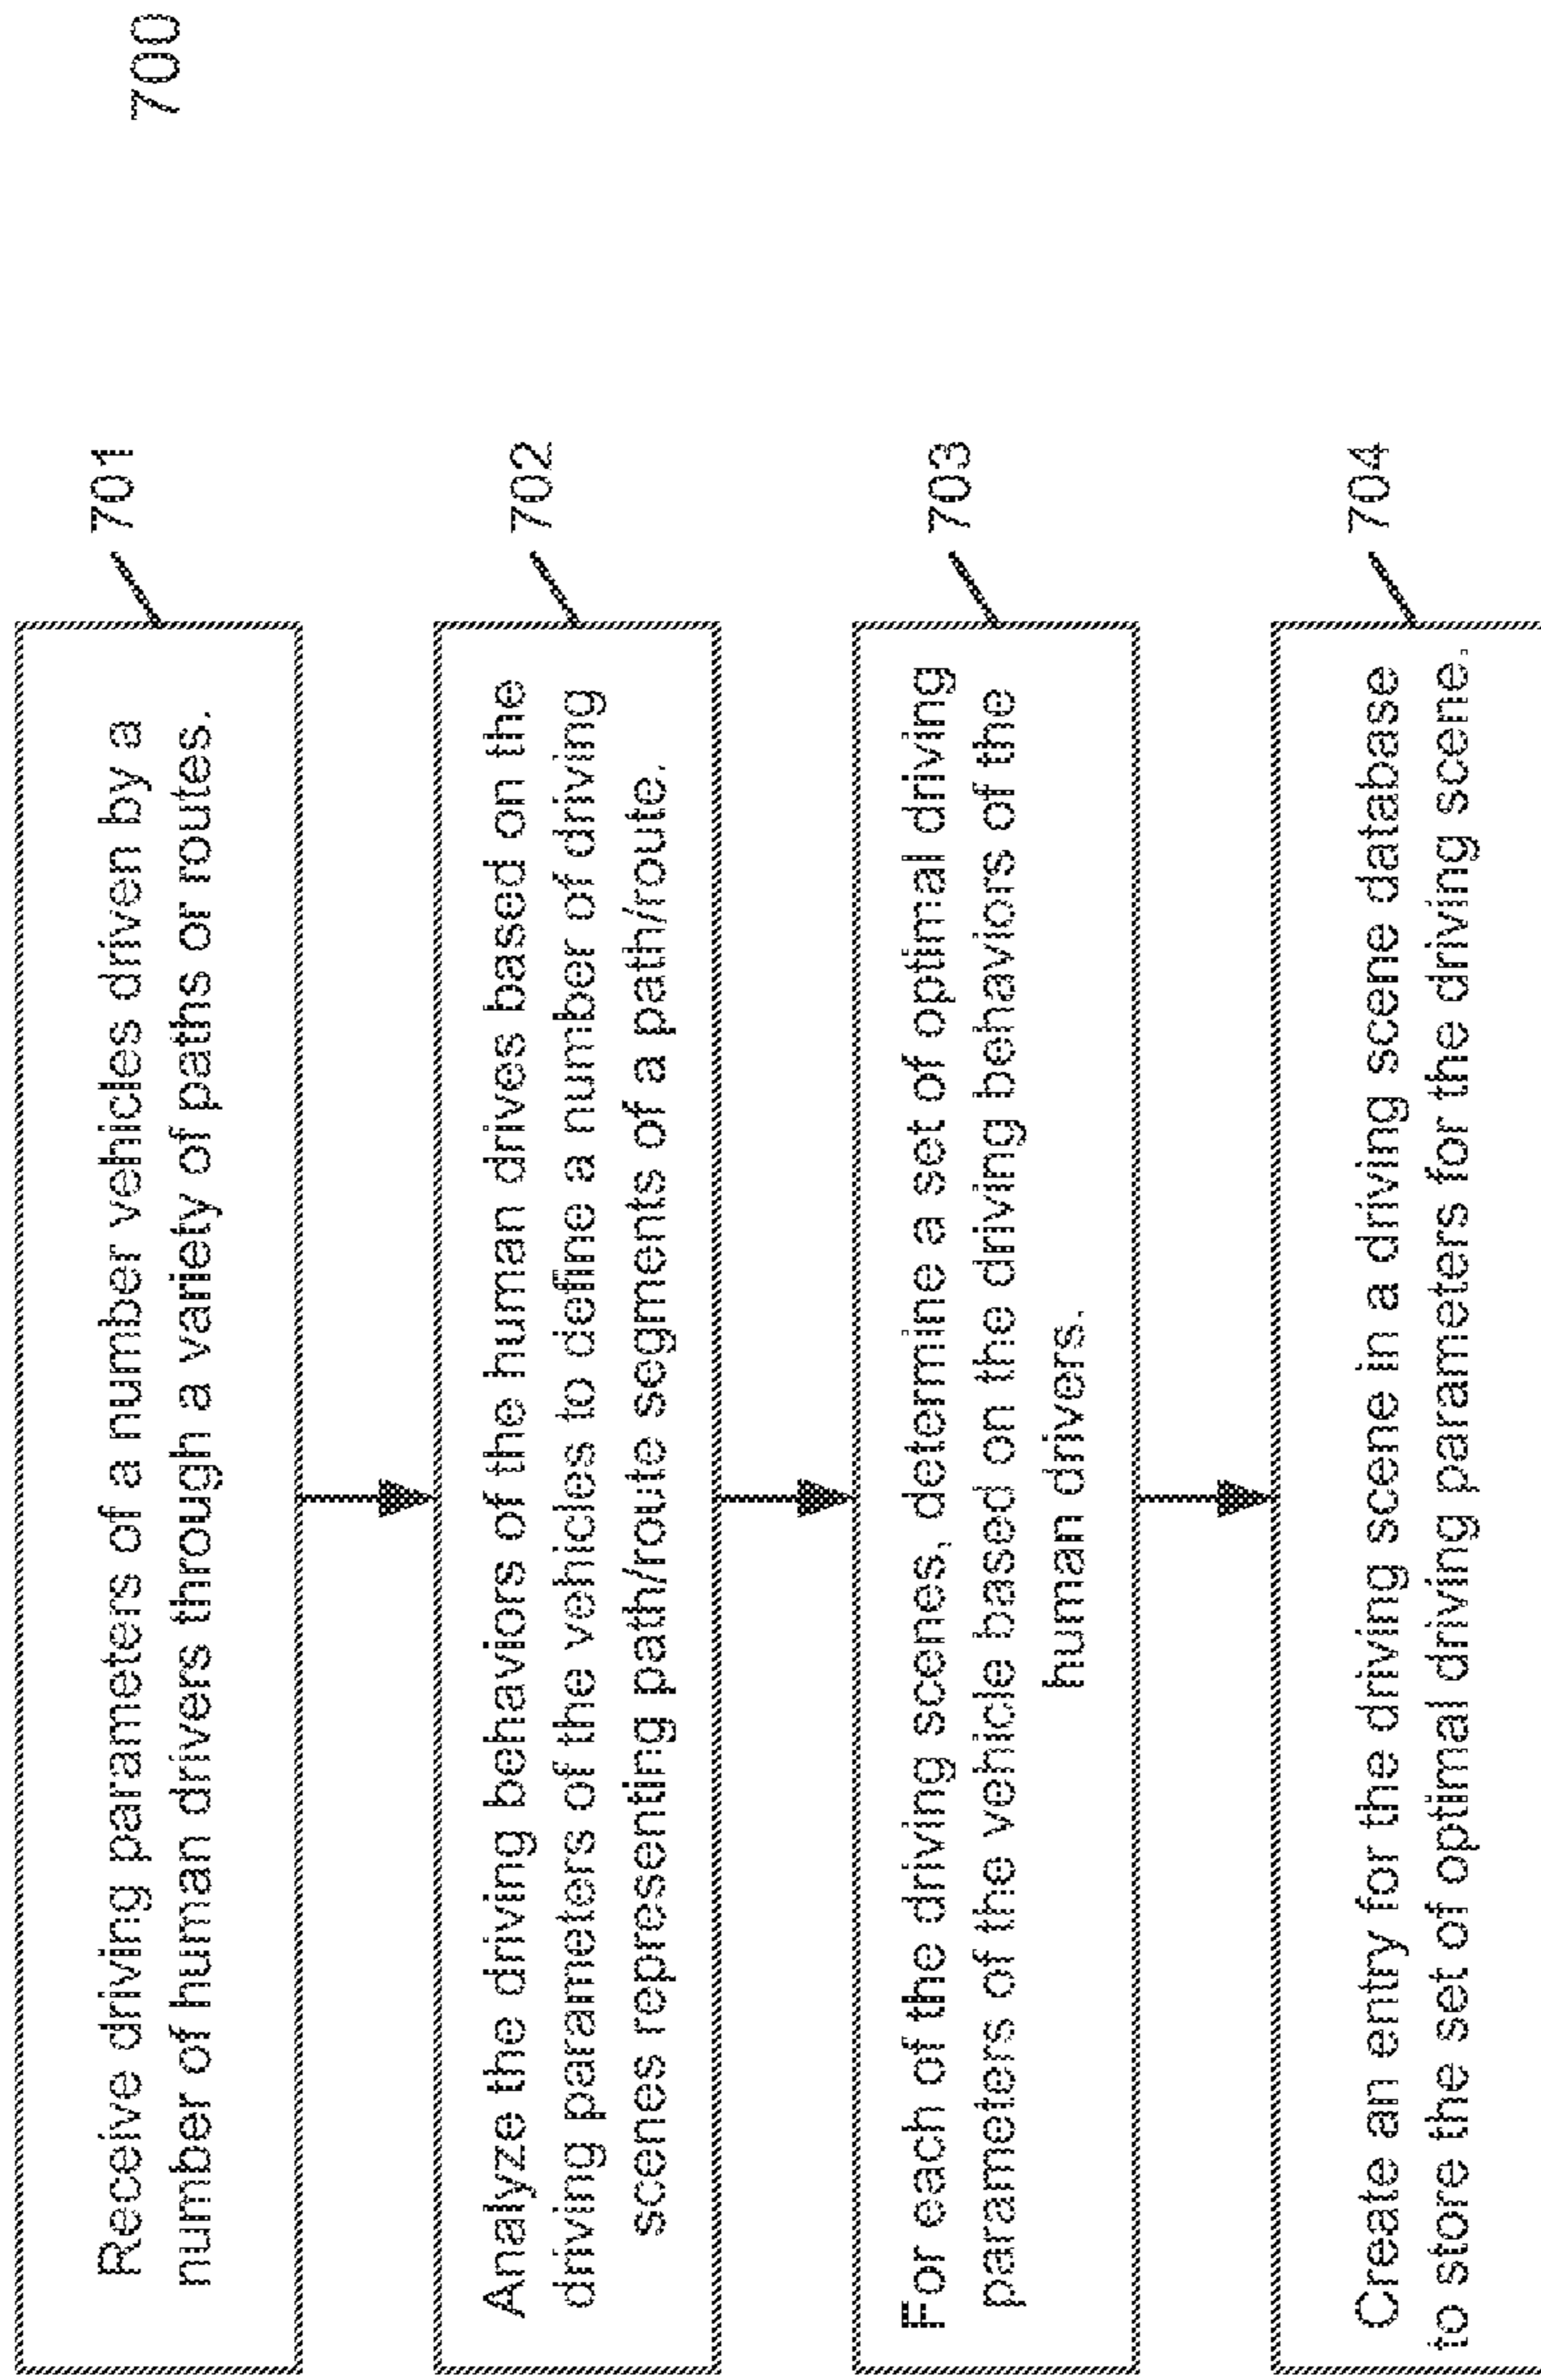 700
701
Receive driving parameters of a number vehicles driven by a
number of human drivers through a variety of paths or routes.
702
Analyze the driving behaviors of the human drives based on the
driving parameters of the vehicles to define a number of driving
scenes representing path/route segments of a path/route.
703
For each of the driving scenes, determine a set of optimal driving
parameters of the vehicle based on the driving behaviors of the
human drivers.
704
Create an entry for the driving scene in a driving scene database
to store the set of optimal driving parameters for the driving scene.